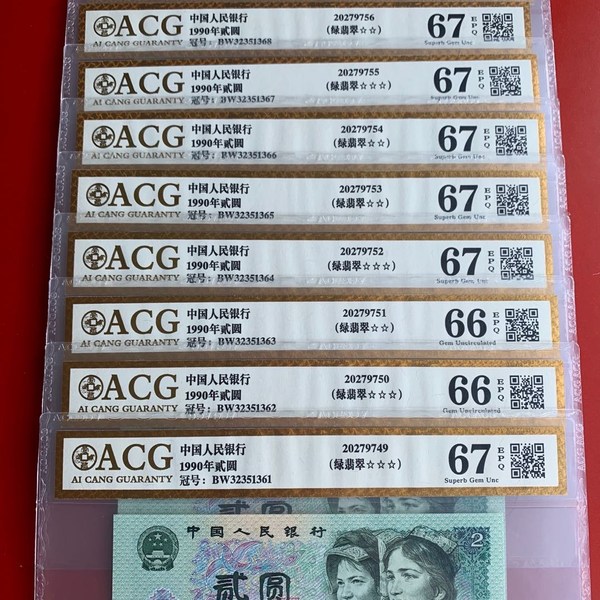 ACG
AI CANG GUARANTY
中国人民银行
1990年贰圆
冠号：BW32351368
20279756
（绿翡翠☆☆）
67
EPQ
Superb Gem Unc
ACG
AI CANG GUARANTY
中国人民银行
1990年贰圆
冠号：BW32351367
20279755
（绿翡翠☆☆☆）
67
EPQ
Superb Gem Unc
ACG
AI CANG GUARANTY
中国人民银行
1990年贰圆
冠号：BW32351366
20279754
（绿翡翠☆☆☆）
67
EPQ
Superb Gem Unc
ACG
AI CANG GUARANTY
中国人民银行
1990年贰圆
冠号：BW32351365
20279753
（绿翡翠☆☆☆）
67
EPQ
Superb Gem Unc
ACG
AI CANG GUARANTY
中国人民银行
1990年贰圆
冠号：BW32351364
20279752
（绿翡翠☆☆☆）
67
EPQ
Superb Gem Unc
ACG
AI CANG GUARANTY
中国人民银行
1990年贰圆
冠号：BW32351363
20279751
（绿翡翠☆☆）
66
EPQ
Gem Uncirculated
ACG
AI CANG GUARANTY
中国人民银行
1990年贰圆
冠号：BW32351362
20279750
（绿翡翠☆☆☆）
66
EPQ
Gem Uncirculated
ACG
AI CANG GUARANTY
中国人民银行
1990年贰圆
冠号：BW32351361
20279749
（绿翡翠☆☆☆）
67
EPQ
Superb Gem Unc
中国人民银行
2
贰圆